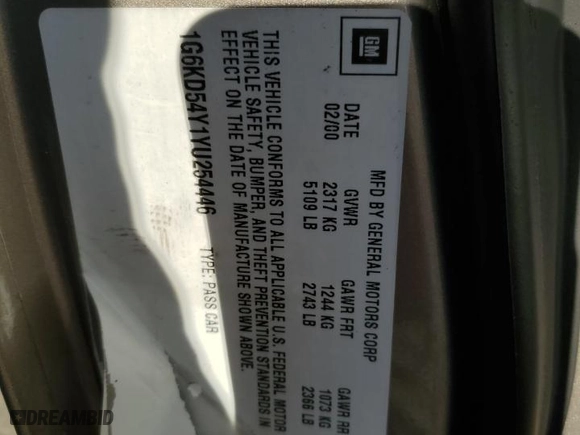 GM
MFD BY GENERAL MOTORS CORP
DATE GVWR GAWR FRT GAWR RR
02/00 2317 KG 1244 KG 1073 KG
5109 LB 2743 LB 2366 LB
THIS VEHICLE CONFORMS TO ALL APPLICABLE U.S. FEDERAL MOTOR
VEHICLE SAFETY, BUMPER, AND THEFT PREVENTION STANDARDS IN
EFFECT ON THE DATE OF MANUFACTURE SHOWN ABOVE.
1G6KD54Y1YU254446 TYPE: PASS CAR
DREAMBID